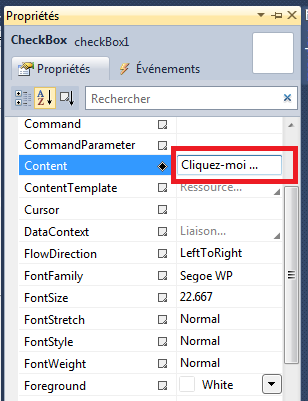 Propriétés
CheckBox checkBox1
Propriétés Événements
Rechercher
Command
CommandParameter
Content Cliquez-moi ...
ContentTemplate Ressource...
Cursor
DataContext Liaison...
FlowDirection LeftToRight
FontFamily Segoe WP
FontSize 22.667
FontStretch Normal
FontStyle Normal
FontWeight Normal
Foreground White